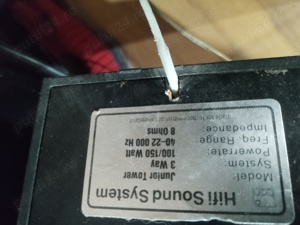 Hifi Sound System
Model: Junior Tower
System: 3 Way
Powerrate: 100/150 Watt
Freq. Range: 40-22 000 Hz
Impedance: 8 Ohms